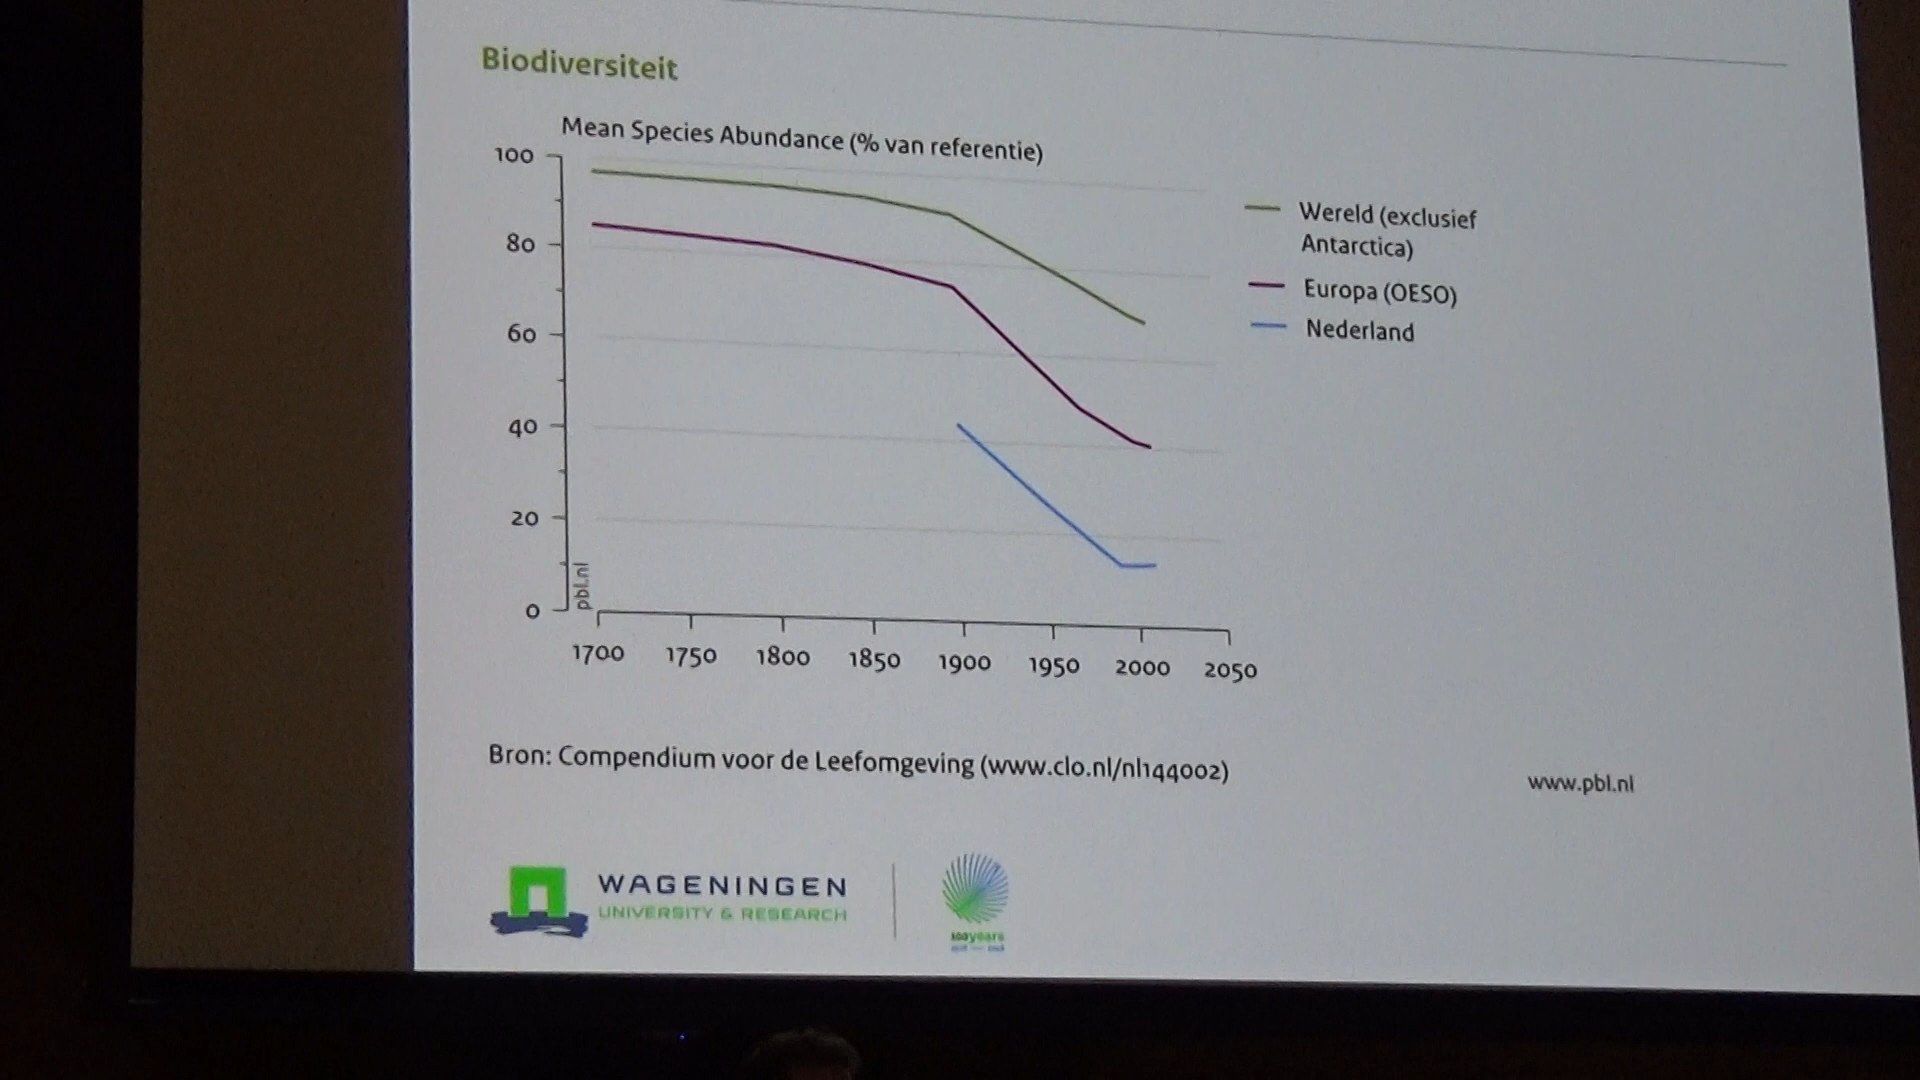 Biodiversiteit
Mean Species Abundance (% van referentie)
100
80
60
40
20
0
pbl.nl
1700 1750 1800 1850 1900 1950 2000 2050
Wereld (exclusief
Antarctica)
Europa (OESO)
Nederland
Bron: Compendium voor de Leefomgeving (www.clo.nl/nl144002)
www.pbl.nl
WAGENINGEN
UNIVERSITY & RESEARCH
100years